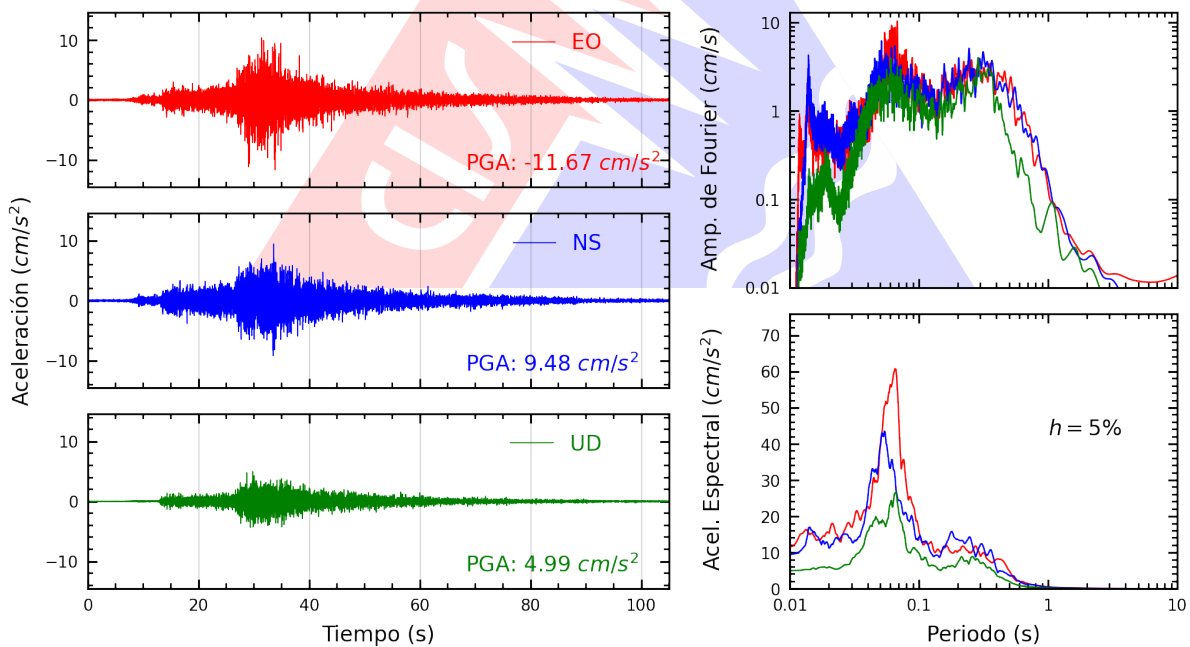 Aceleración (cm/s²)
10
0
−10
EO
PGA: -11.67 cm/s²
10
0
−10
NS
PGA: 9.48 cm/s²
10
0
−10
UD
PGA: 4.99 cm/s²
0 20 40 60 80 100
Tiempo (s)
Amp. de Fourier (cm/s)
10
1
0.1
0.01
Acel. Espectral (cm/s²)
70
60
50
40
30
20
10
0
h = 5%
0.01 0.1 1 10
Periodo (s)